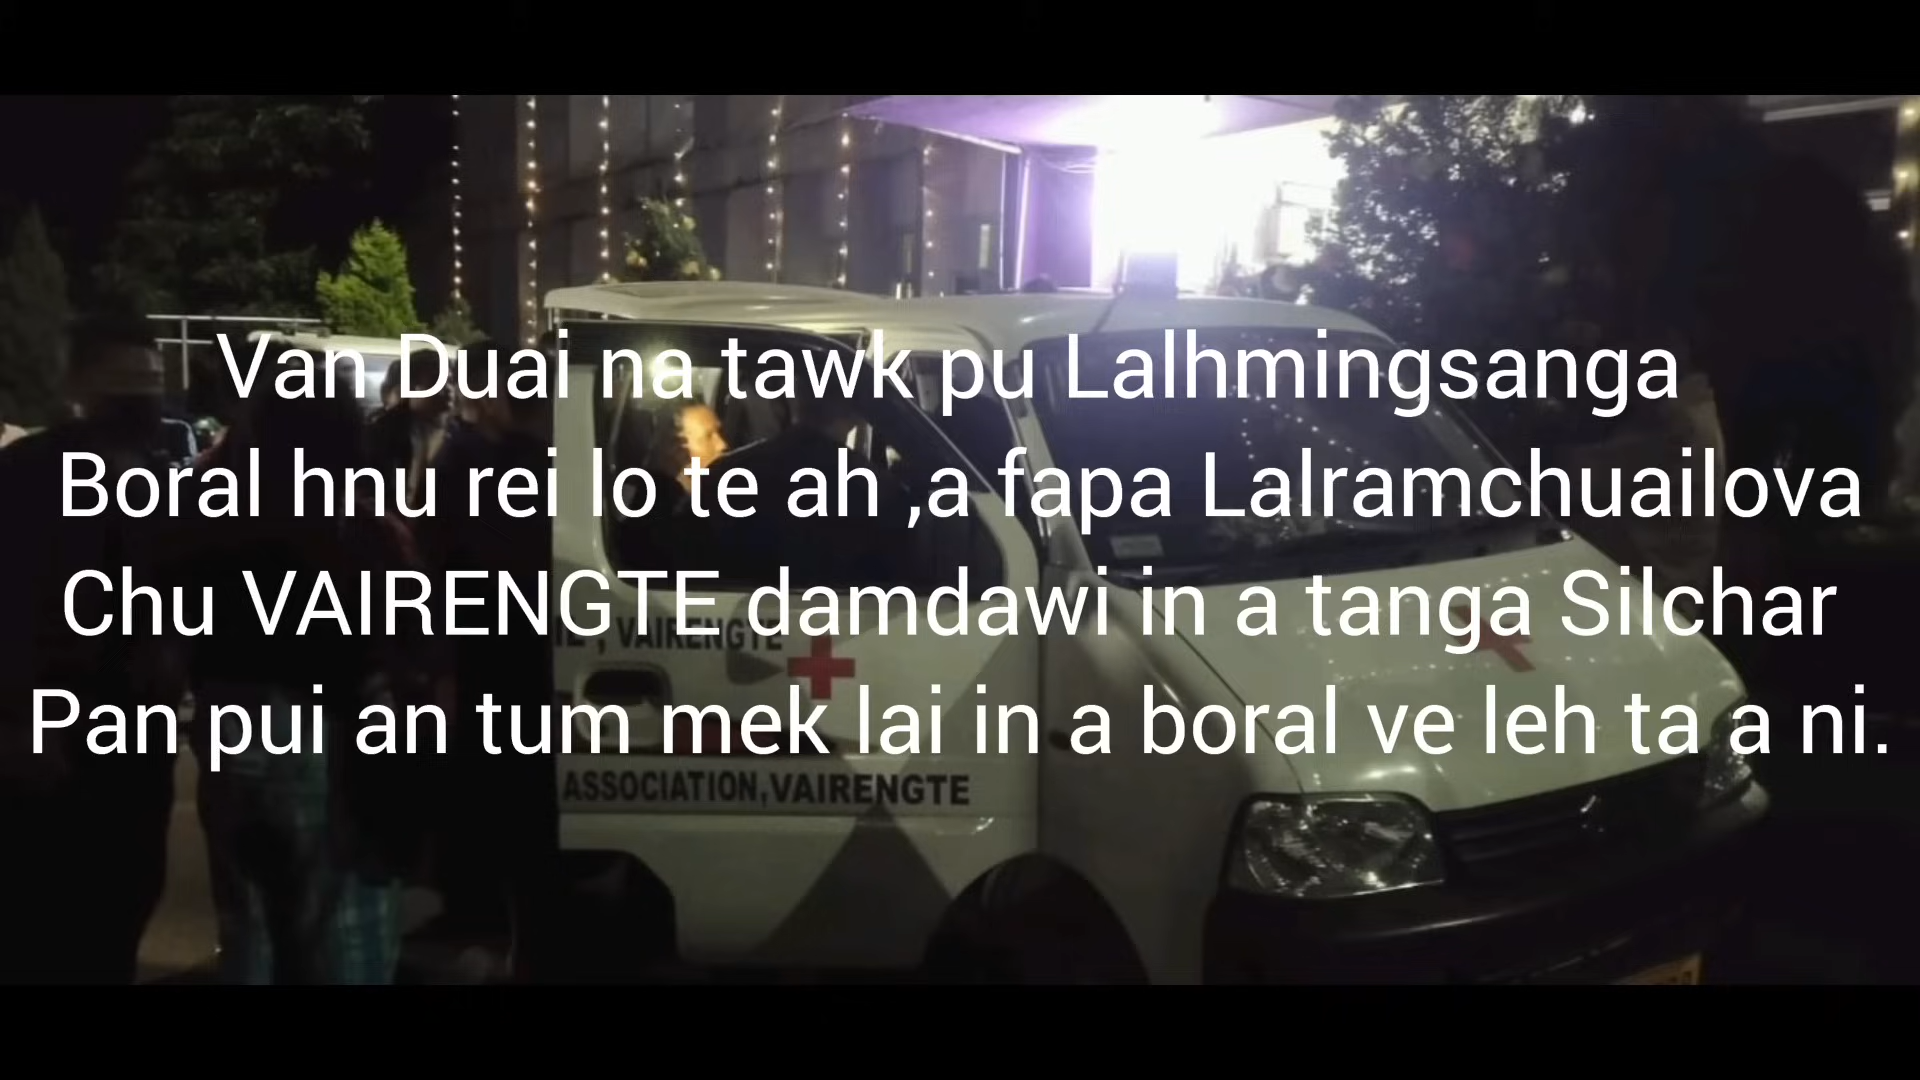 Van Duai na tawk pu Lalhmingsanga
Boral hnu rei lo te ah ,a fapa Lalramchuailova
Chu VAIRENGTE damdawi in a tanga Silchar
, VAIRENGTE
Pan pui an tum mek lai in a boral ve leh ta a ni.
ASSOCIATION,VAIRENGTE